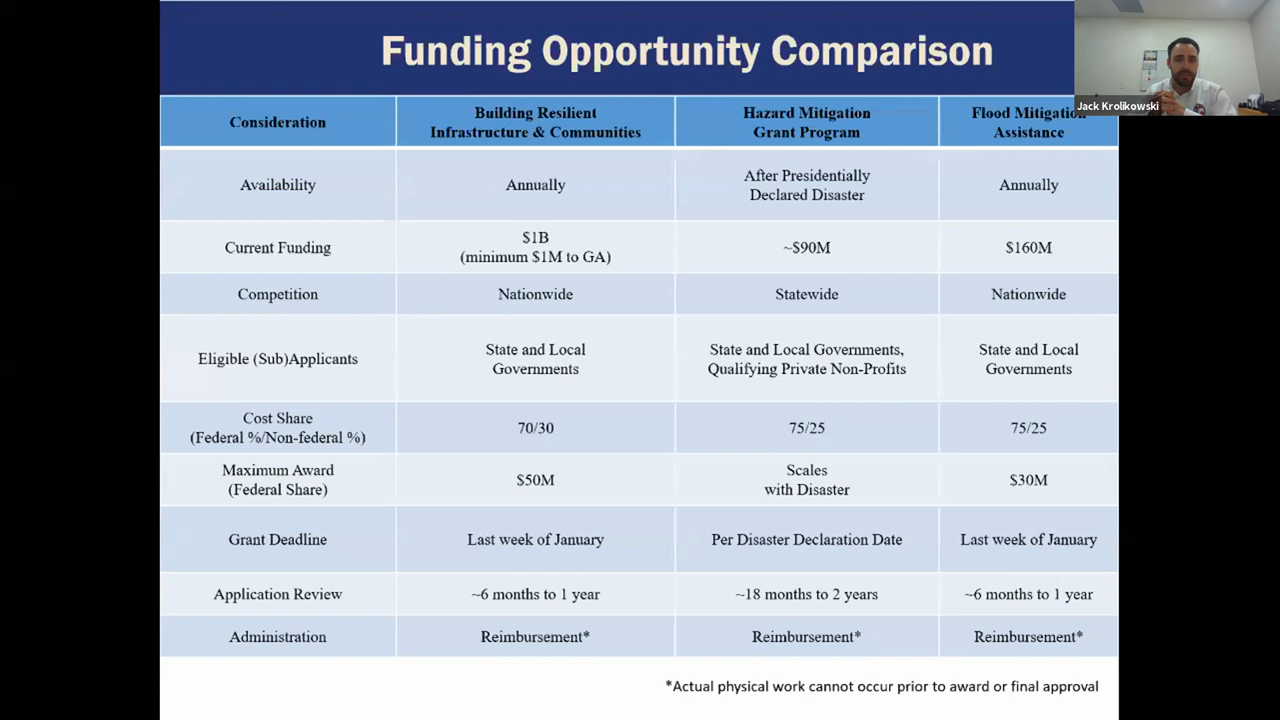 Funding Opportunity Comparison
Jack Krolikowski
Consideration
Building Resilient
Infrastructure & Communities
Hazard Mitigation
Grant Program
Flood Mitigation
Assistance
Availability
Annually
After Presidentially
Declared Disaster
Annually
Current Funding
$1B
(minimum $1M to GA)
~$90M
$160M
Competition
Nationwide
Statewide
Nationwide
Eligible (Sub)Applicants
State and Local
Governments
State and Local Governments,
Qualifying Private Non-Profits
State and Local
Governments
Cost Share
(Federal %/Non-federal %)
70/30
75/25
75/25
Maximum Award
(Federal Share)
$50M
Scales
with Disaster
$30M
Grant Deadline
Last week of January
Per Disaster Declaration Date
Last week of January
Application Review
~6 months to 1 year
~18 months to 2 years
~6 months to 1 year
Administration
Reimbursement*
Reimbursement*
Reimbursement*
*Actual physical work cannot occur prior to award or final approval